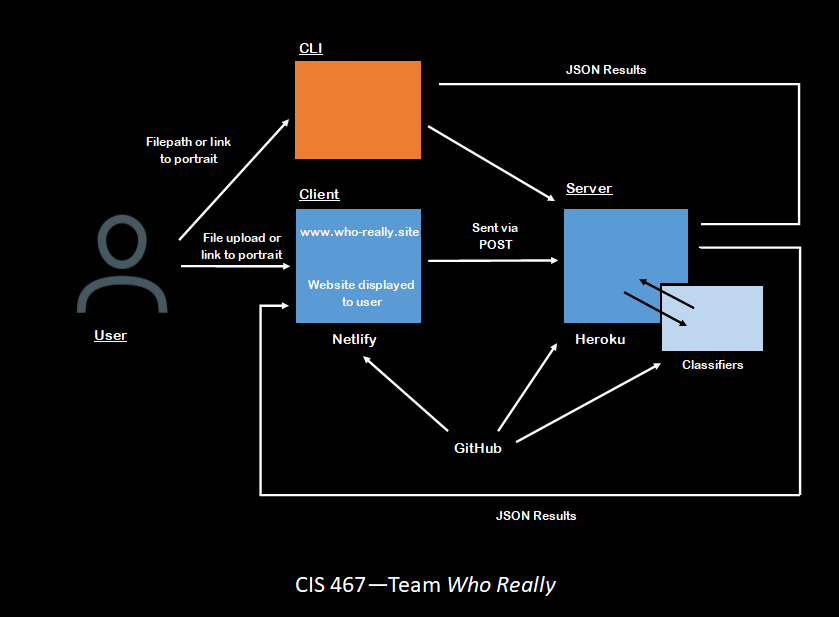 CLI
JSON Results
Filepath or link
to portrait
Client
Server
www.who-really.site
Sent via
POST
File upload or
link to portrait
Website displayed
to user
User
Netlify
Heroku
Classifiers
GitHub
JSON Results
CIS 467—Team Who Really